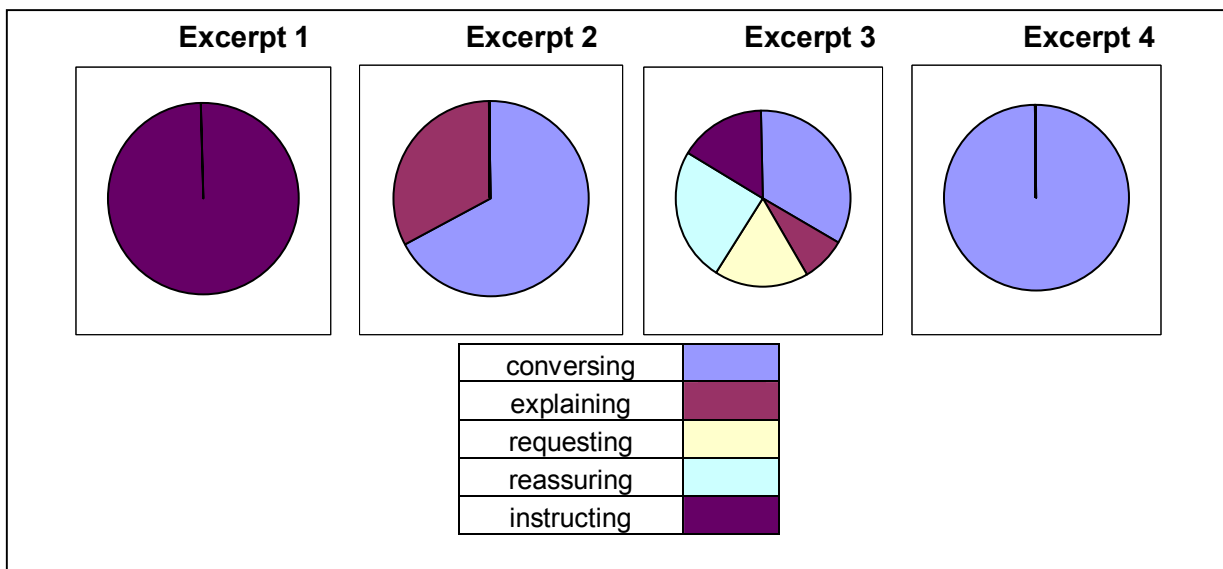 Excerpt 1 Excerpt 2 Excerpt 3 Excerpt 4
conversing
explaining
requesting
reassuring
instructing